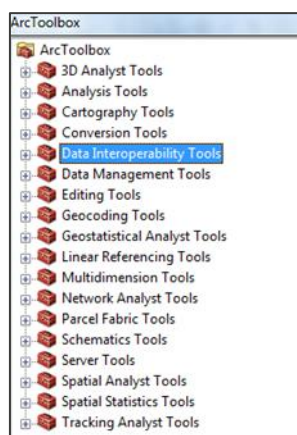 ArcToolbox
ArcToolbox
3D Analyst Tools
Analysis Tools
Cartography Tools
Conversion Tools
Data Interoperability Tools
Data Management Tools
Editing Tools
Geocoding Tools
Geostatistical Analyst Tools
Linear Referencing Tools
Multidimension Tools
Network Analyst Tools
Parcel Fabric Tools
Schematics Tools
Server Tools
Spatial Analyst Tools
Spatial Statistics Tools
Tracking Analyst Tools